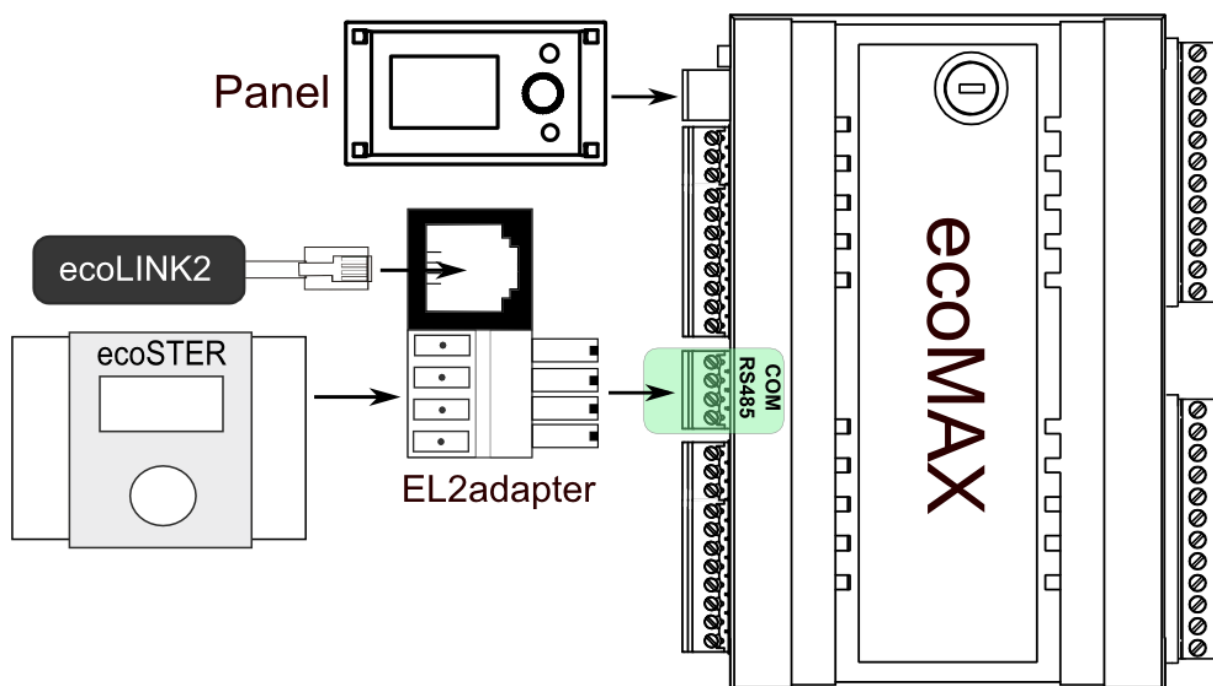 Panel
ecoLINK2
ecoSTER
EL2adapter
COM
RS485
ecoMAX